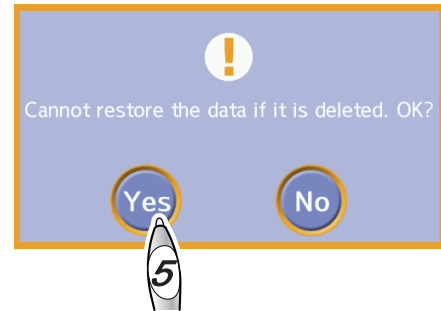 !
Cannot restore the data if it is deleted. OK?
Yes No
5